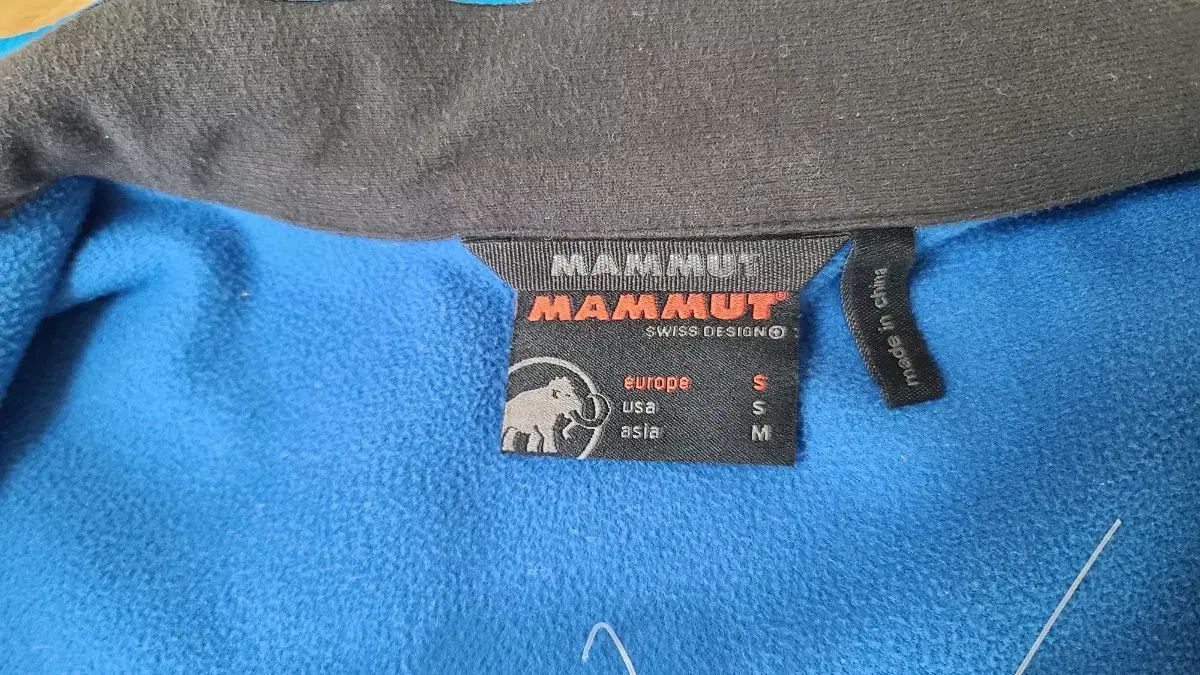 MAMMUT
MAMMUT®
SWISS DESIGN
europe S
usa S
asia M
made in china